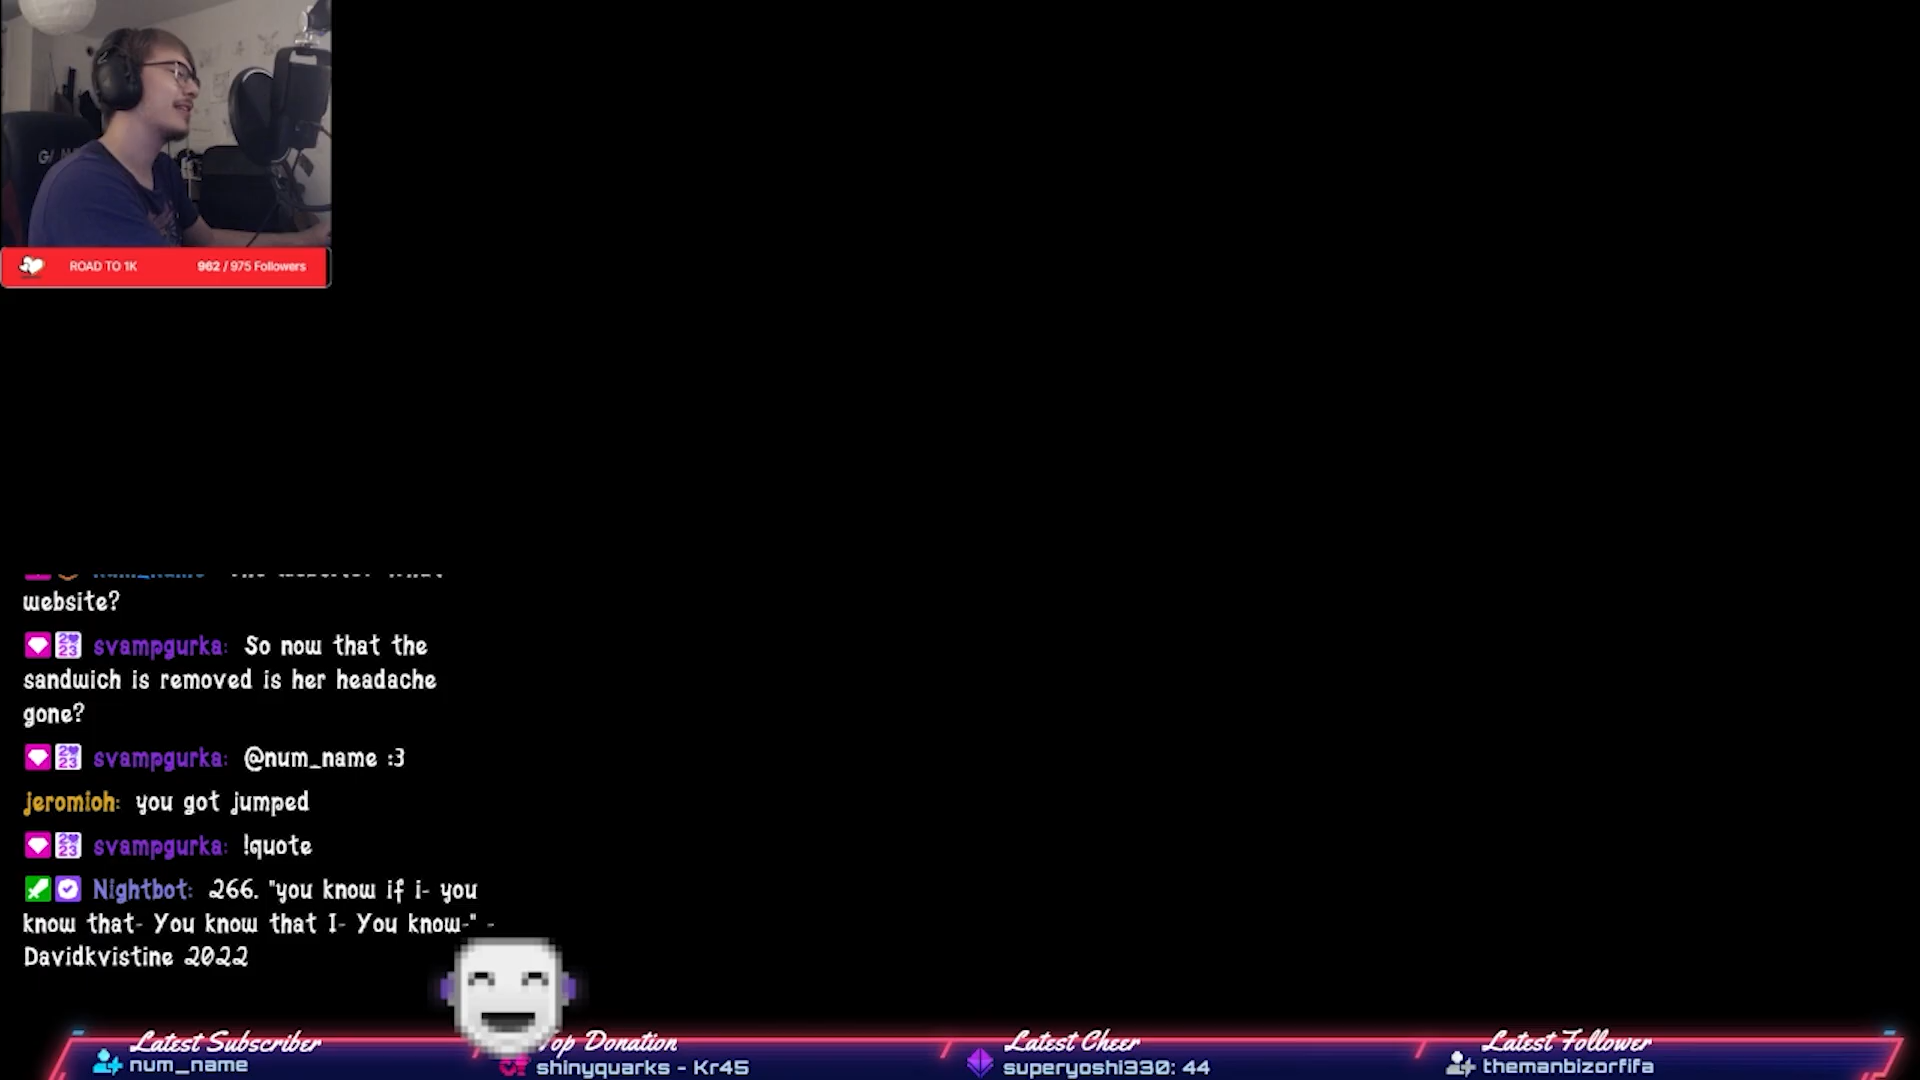 ROAD TO 1K 962 / 975 Followers
website?
svampgurka: So now that the
sandwich is removed is her headache
gone?
svampgurka: @num_name :3
jeromioh: you got jumped
svampgurka: !quote
Nightbot: 266. "you know if i- you
know that- You know that I- You know-" -
Davidkvistine 2022
Latest Subscriber
num_name
Top Donation
shinyquarks - Kr45
Latest Cheer
superyoshi330: 44
Latest Follower
themanbizorfifa